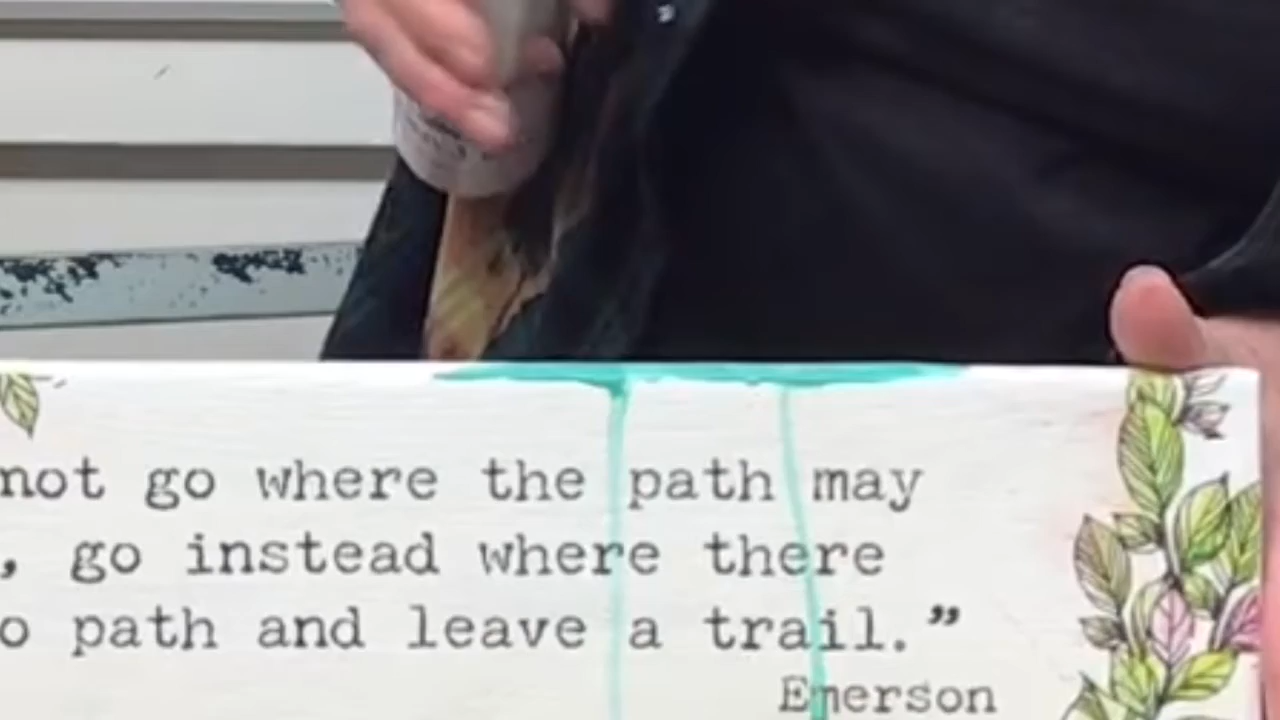 not go where the path may
, go instead where there
o path and leave a trail.”
Emerson